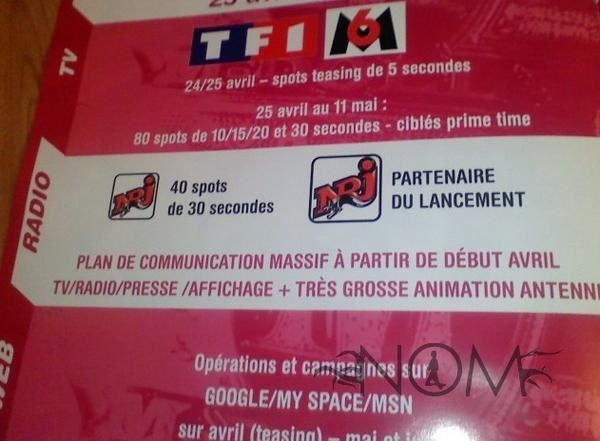 TV
TF1 M6
24/25 avril – spots teasing de 5 secondes
25 avril au 11 mai :
80 spots de 10/15/20 et 30 secondes - ciblés prime time
RADIO
NRJ
40 spots
de 30 secondes
NRJ
PARTENAIRE
DU LANCEMENT
PLAN DE COMMUNICATION MASSIF À PARTIR DE DÉBUT AVRIL
TV/RADIO/PRESSE /AFFICHAGE + TRÈS GROSSE ANIMATION ANTENN
WEB
Opérations et campagnes sur
GOOGLE/MY SPACE/MSN
sur avril (teasing) – mai et
NOM